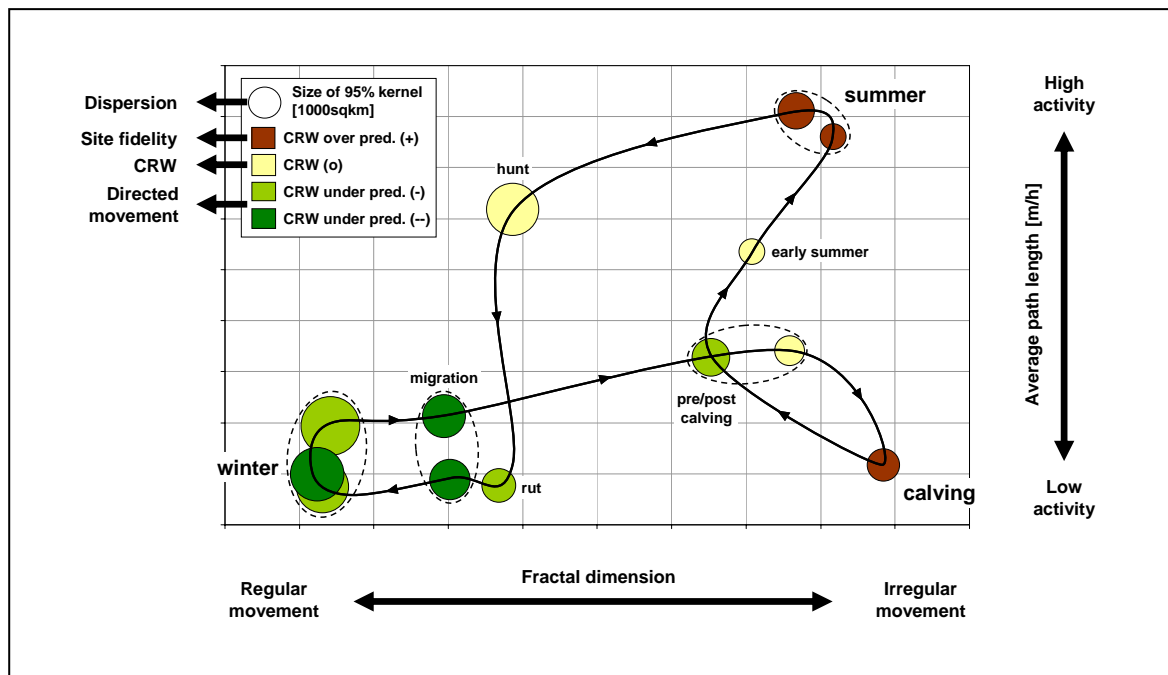 Dispersion
Site fidelity
CRW
Directed
movement
Size of 95% kernel
[1000sqkm]
CRW over pred. (+)
CRW (o)
CRW under pred. (-)
CRW under pred. (--)
summer
hunt
early summer
migration
pre/post
calving
winter
rut
calving
High
activity
Average path length [m/h]
Low
activity
Regular
movement
Fractal dimension
Irregular
movement